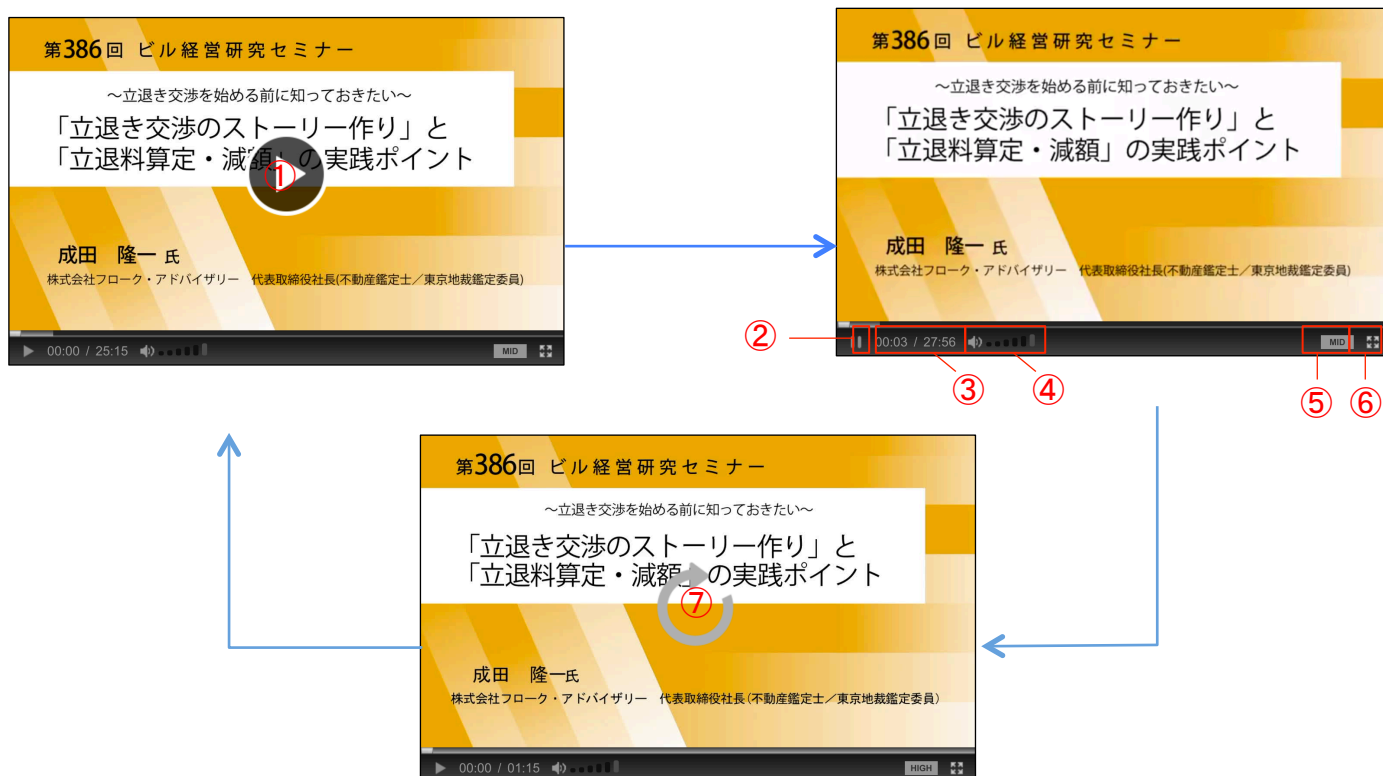 第386回 ビル経営研究セミナー
～立退き交渉を始める前に知っておきたい～
「立退き交渉のストーリー作り」と
「立退料算定・減額」の実践ポイント
①
成田 隆一 氏
株式会社フローク・アドバイザリー 代表取締役社長(不動産鑑定士／東京地裁鑑定委員)
00:00 / 25:15 MID
第386回 ビル経営研究セミナー
～立退き交渉を始める前に知っておきたい～
「立退き交渉のストーリー作り」と
「立退料算定・減額」の実践ポイント
成田 隆一 氏
株式会社フローク・アドバイザリー 代表取締役社長(不動産鑑定士／東京地裁鑑定委員)
② 00:03 / 27:56 MID
③ ④ ⑤ ⑥
第386回 ビル経営研究セミナー
～立退き交渉を始める前に知っておきたい～
「立退き交渉のストーリー作り」と
「立退料算定・減額」の実践ポイント
⑦
成田 隆一氏
株式会社フローク・アドバイザリー 代表取締役社長(不動産鑑定士／東京地裁鑑定委員)
00:00 / 01:15 HIGH